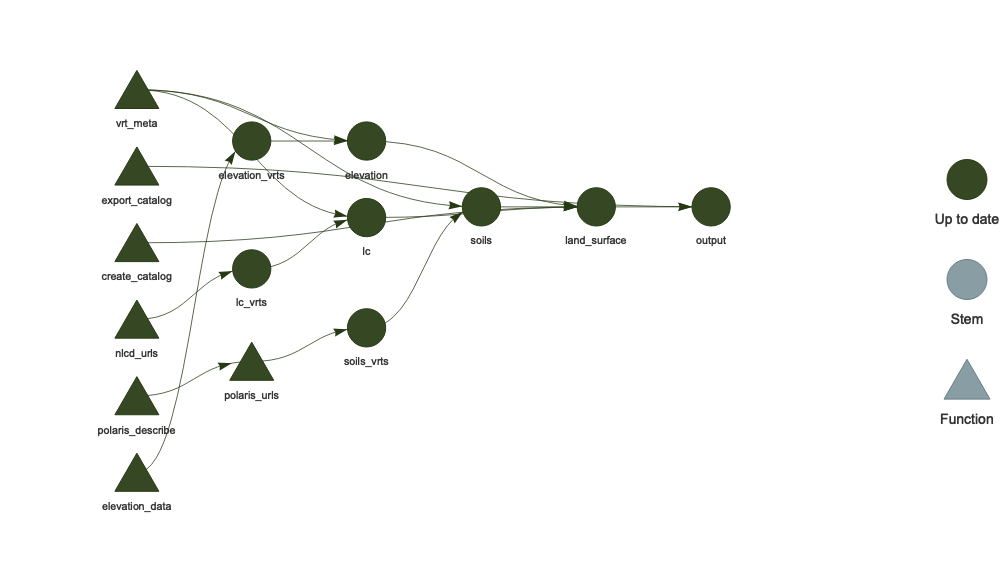 vrt_meta
export_catalog
create_catalog
nlcd_urls
polaris_describe
elevation_data
elevation_vrts
lc_vrts
polaris_urls
elevation
lc
soils_vrts
soils
land_surface
output
Up to date
Stem
Function